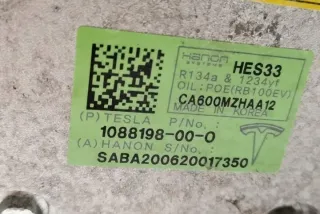 Hanon SYSTEMS HES33
R134a & 1234yf
OIL:POE(RB100EV)
CA600MZHAA12
MADE IN KOREA
(P)TESLA P/No.:
1088198-00-0
(A)HANON S/No.:
SABA200620017350